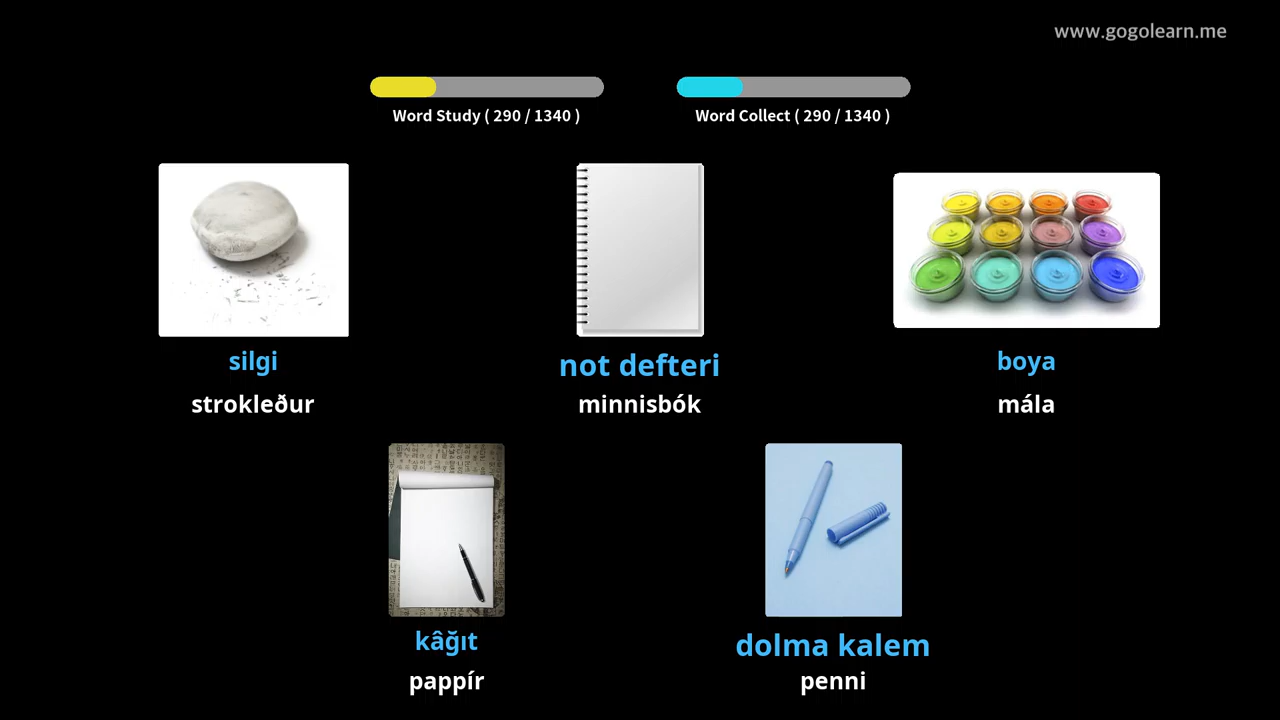 www.gogolearn.me
Word Study ( 290 / 1340 )
Word Collect ( 290 / 1340 )
silgi
strokleður
not defteri
minnisbók
boya
mála
kâğıt
pappír
dolma kalem
penni